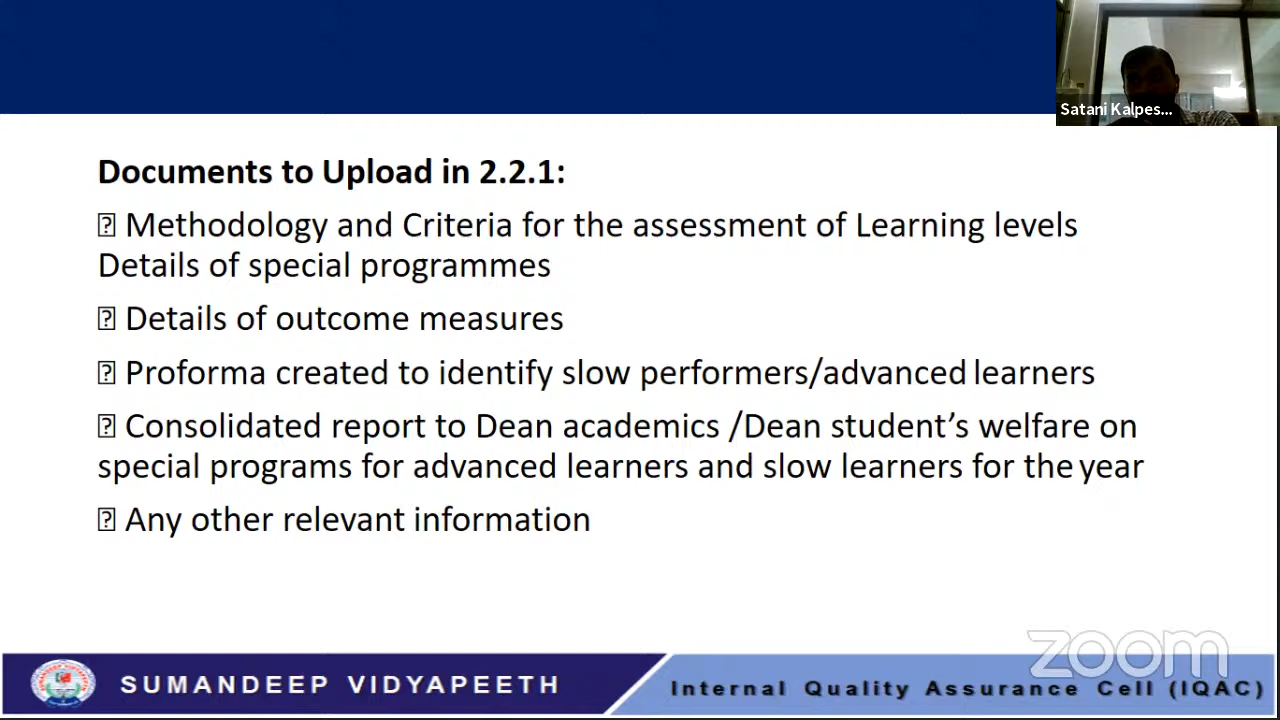 Satani Kalpes...
Documents to Upload in 2.2.1:
⍰ Methodology and Criteria for the assessment of Learning levels
Details of special programmes
⍰ Details of outcome measures
⍰ Proforma created to identify slow performers/advanced learners
⍰ Consolidated report to Dean academics /Dean student’s welfare on
special programs for advanced learners and slow learners for the year
⍰ Any other relevant information
zoom
SUMANDEEP VIDYAPEETH
Internal Quality Assurance Cell (IQAC)